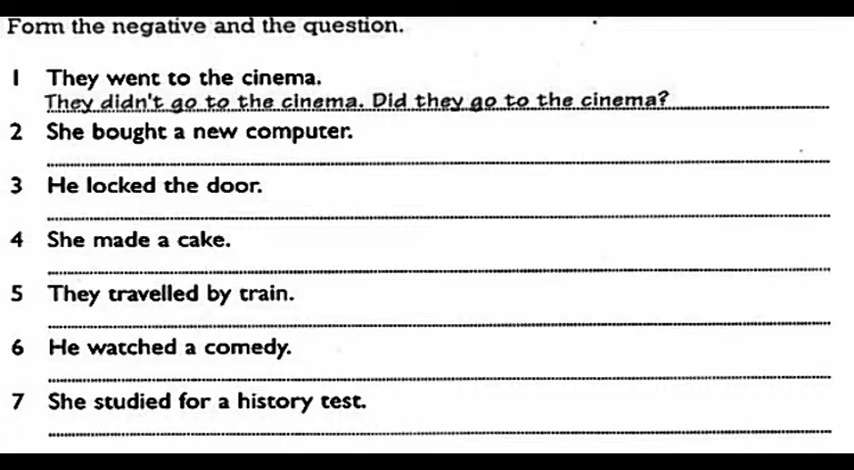 Form the negative and the question.
1 They went to the cinema.
They didn't go to the cinema. Did they go to the cinema?
2 She bought a new computer.
3 He locked the door.
4 She made a cake.
5 They travelled by train.
6 He watched a comedy.
7 She studied for a history test.